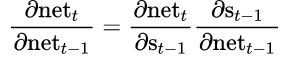 ∂net_t / ∂net_{t−1} = ∂net_t / ∂s_{t−1} ∂s_{t−1} / ∂net_{t−1}